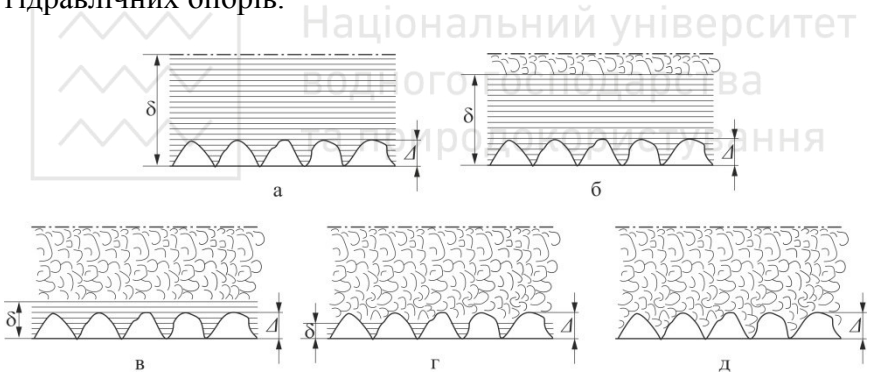 гідравлічних опорів.
Національний університет
водного господарства
та природокористування
δ Δ δ Δ
а б
δ Δ δ Δ Δ
в г д